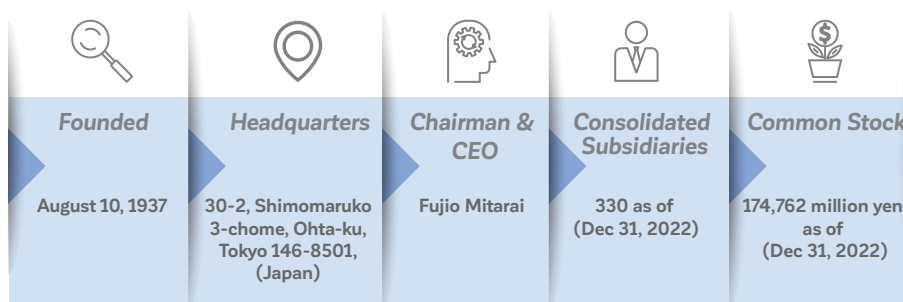 Founded
August 10, 1937
Headquarters
30-2, Shimomaruko
3-chome, Ohta-ku,
Tokyo 146-8501,
(Japan)
Chairman &
CEO
Fujio Mitarai
Consolidated
Subsidiaries
330 as of
(Dec 31, 2022)
Common Stock
174,762 million yen
as of
(Dec 31, 2022)
$